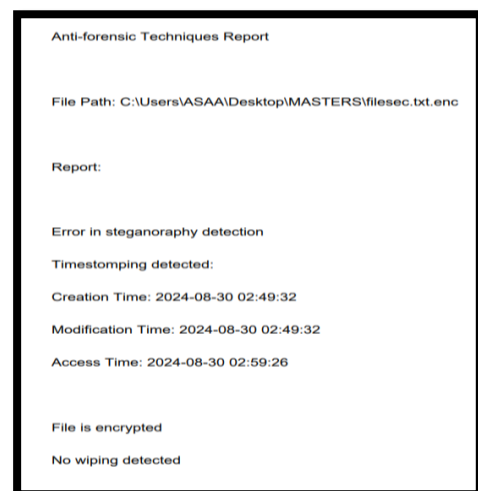 Anti-forensic Techniques Report
File Path: C:\Users\ASAA\Desktop\MASTERS\filesec.txt.enc
Report:
Error in steganoraphy detection
Timestomping detected:
Creation Time: 2024-08-30 02:49:32
Modification Time: 2024-08-30 02:49:32
Access Time: 2024-08-30 02:59:26
File is encrypted
No wiping detected